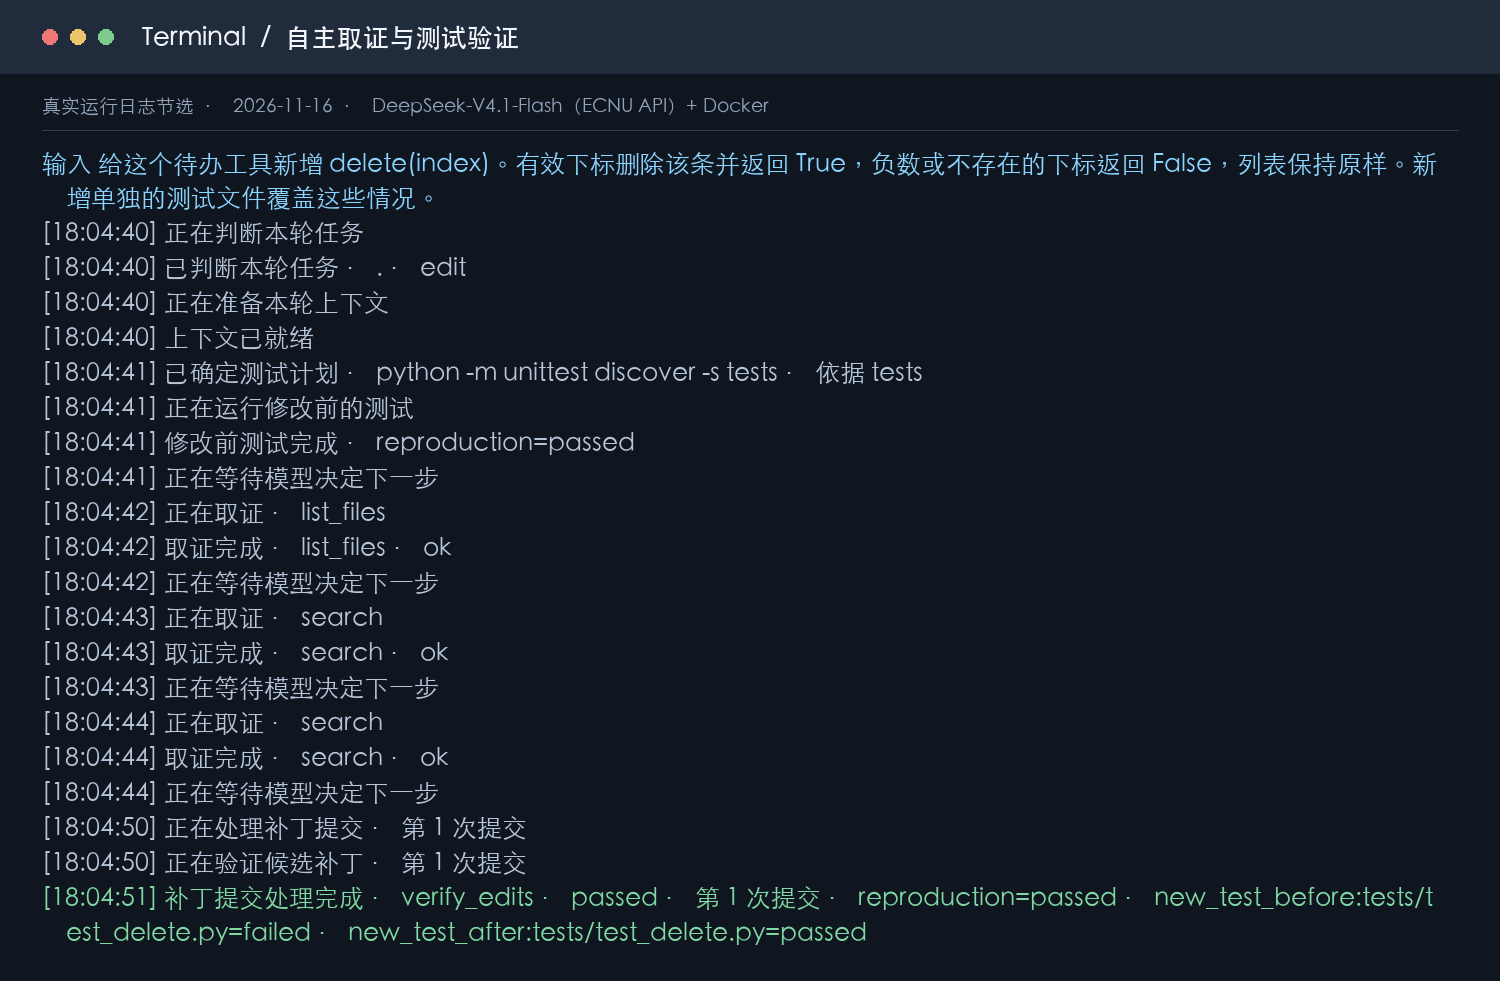 Terminal / 自主取证与测试验证
真实运行日志节选 · 2026-11-16 · DeepSeek-V4.1-Flash（ECNU API）+ Docker
输入 给这个待办工具新增 delete(index)。有效下标删除该条并返回 True，负数或不存在的下标返回 False，列表保持原样。新
增单独的测试文件覆盖这些情况。
[18:04:40] 正在判断本轮任务
[18:04:40] 已判断本轮任务 · . · edit
[18:04:40] 正在准备本轮上下文
[18:04:40] 上下文已就绪
[18:04:41] 已确定测试计划 · python -m unittest discover -s tests · 依据 tests
[18:04:41] 正在运行修改前的测试
[18:04:41] 修改前测试完成 · reproduction=passed
[18:04:41] 正在等待模型决定下一步
[18:04:42] 正在取证 · list_files
[18:04:42] 取证完成 · list_files · ok
[18:04:42] 正在等待模型决定下一步
[18:04:43] 正在取证 · search
[18:04:43] 取证完成 · search · ok
[18:04:43] 正在等待模型决定下一步
[18:04:44] 正在取证 · search
[18:04:44] 取证完成 · search · ok
[18:04:44] 正在等待模型决定下一步
[18:04:50] 正在处理补丁提交 · 第 1 次提交
[18:04:50] 正在验证候选补丁 · 第 1 次提交
[18:04:51] 补丁提交处理完成 · verify_edits · passed · 第 1 次提交 · reproduction=passed · new_test_before:tests/t
est_delete.py=failed · new_test_after:tests/test_delete.py=passed